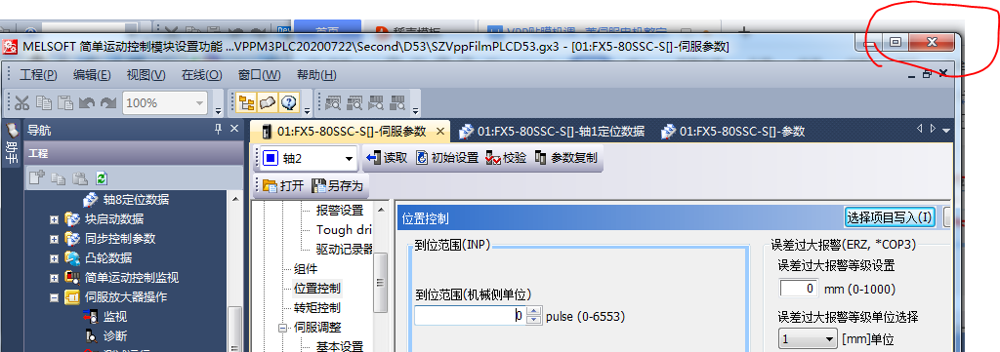 首页
稻壳模板
MELSOFT 简单运动控制模块设置功能 ...VPPM3PLC20200722\Second\D53\SZVppFilmPLCD53.gx3 - [01:FX5-80SSC-S[]-伺服参数]
工程(P) 编辑(E) 视图(V) 在线(O) 窗口(W) 帮助(H)
100%
助手
导航
01:FX5-80SSC-S[]-伺服参数
01:FX5-80SSC-S[]-轴1定位数据
01:FX5-80SSC-S[]-参数
工程
轴2
读取
初始设置
校验
参数复制
打开
另存为
轴8定位数据
块启动数据
同步控制参数
凸轮数据
简单运动控制监视
伺服放大器操作
监视
诊断
报警设置
Tough dri
驱动记录器
组件
位置控制
转矩控制
伺服调整
基本设置
位置控制
选择项目写入(I)
到位范围(INP)
到位范围(机械侧单位)
0 pulse (0-6553)
误差过大报警(ERZ, *COP3)
误差过大报警等级设置
0 mm (0-1000)
误差过大报警等级单位选择
1 [mm]单位